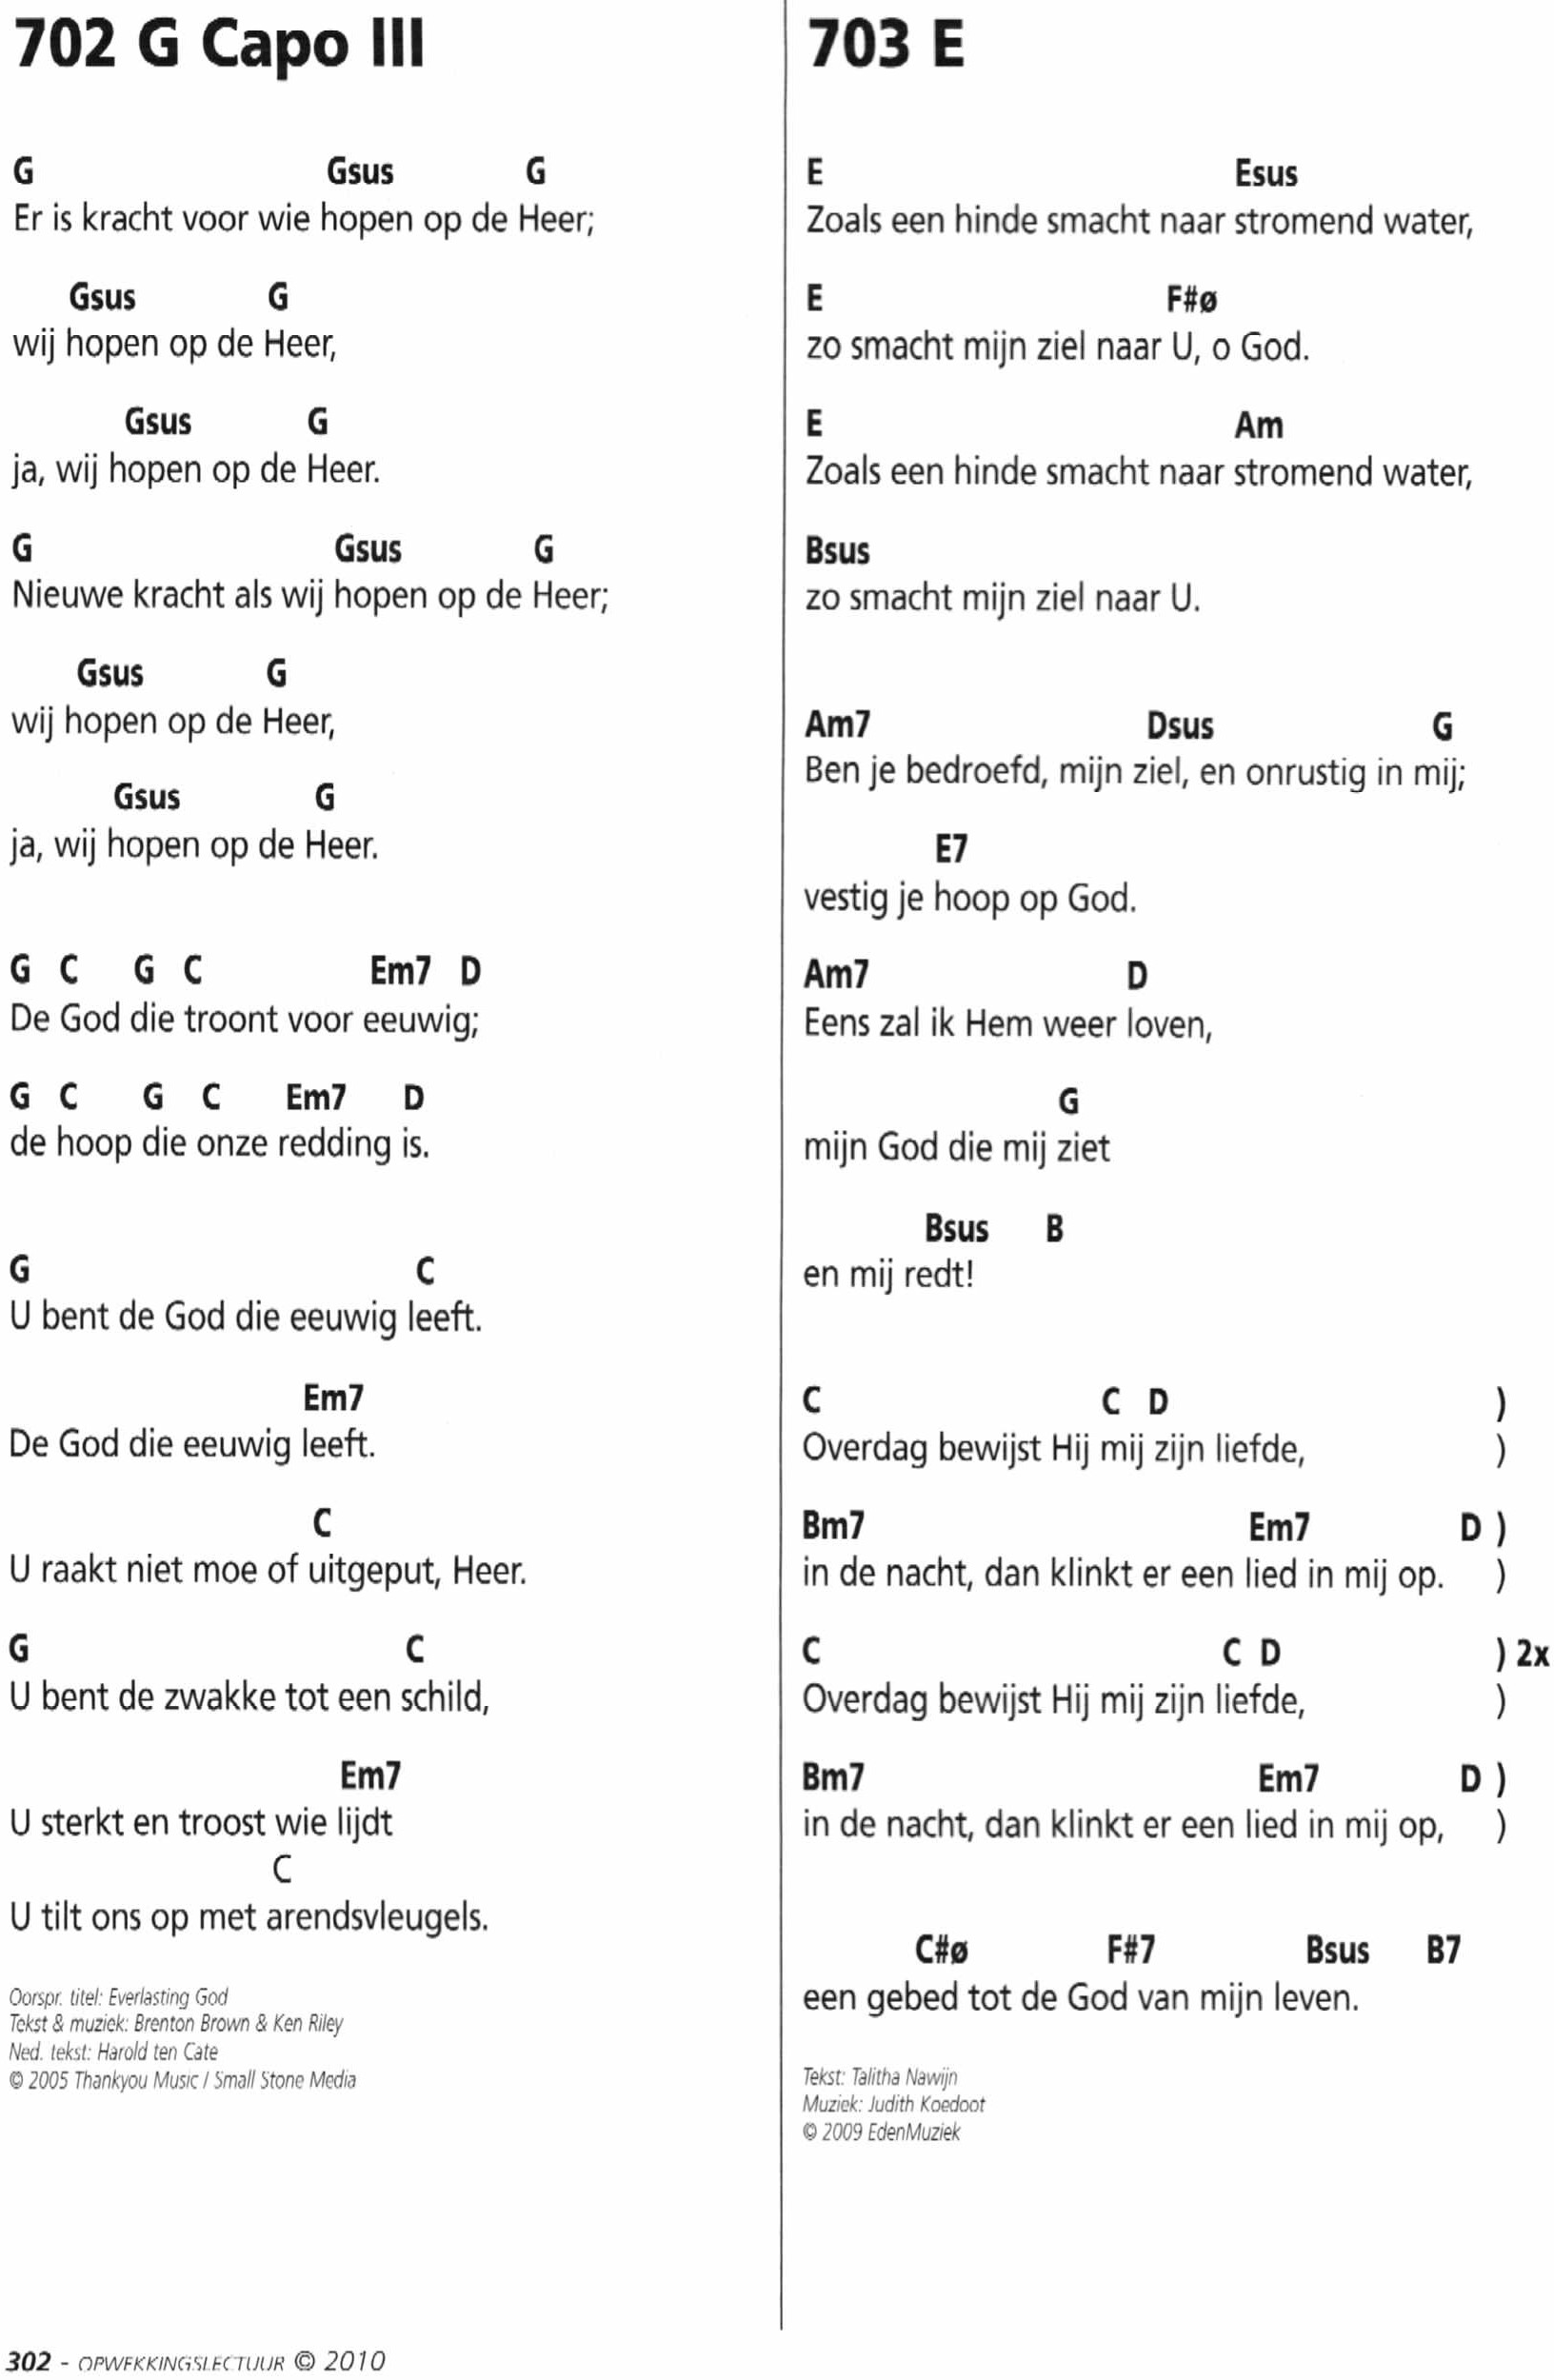 702 G Capo III
G Gsus G
Er is kracht voor wie hopen op de Heer;
Gsus G
wij hopen op de Heer,
Gsus G
ja, wij hopen op de Heer.
G Gsus G
Nieuwe kracht als wij hopen op de Heer;
Gsus G
wij hopen op de Heer,
Gsus G
ja, wij hopen op de Heer.
G C G C Em7 D
De God die troont voor eeuwig;
G C G C Em7 D
de hoop die onze redding is.
G C
U bent de God die eeuwig leeft.
Em7
De God die eeuwig leeft.
C
U raakt niet moe of uitgeput, Heer.
G C
U bent de zwakke tot een schild,
Em7
U sterkt en troost wie lijdt
C
U tilt ons op met arendsvleugels.
Oorspr. titel: Everlasting God
Tekst & muziek: Brenton Brown & Ken Riley
Ned. tekst: Harold ten Cate
© 2005 Thankyou Music / Small Stone Media
703 E
E Esus
Zoals een hinde smacht naar stromend water,
E F#ø
zo smacht mijn ziel naar U, o God.
E Am
Zoals een hinde smacht naar stromend water,
Bsus
zo smacht mijn ziel naar U.
Am7 Dsus G
Ben je bedroefd, mijn ziel, en onrustig in mij;
E7
vestig je hoop op God.
Am7 D
Eens zal ik Hem weer loven,
G
mijn God die mij ziet
Bsus B
en mij redt!
C C D )
Overdag bewijst Hij mij zijn liefde, )
Bm7 Em7 D )
in de nacht, dan klinkt er een lied in mij op. )
C C D ) 2x
Overdag bewijst Hij mij zijn liefde, )
Bm7 Em7 D )
in de nacht, dan klinkt er een lied in mij op, )
C#ø F#7 Bsus B7
een gebed tot de God van mijn leven.
Tekst: Talitha Nawijn
Muziek: Judith Koedoot
© 2009 EdenMuziek
302 - OPWEKKINGSLECTUUR © 2010